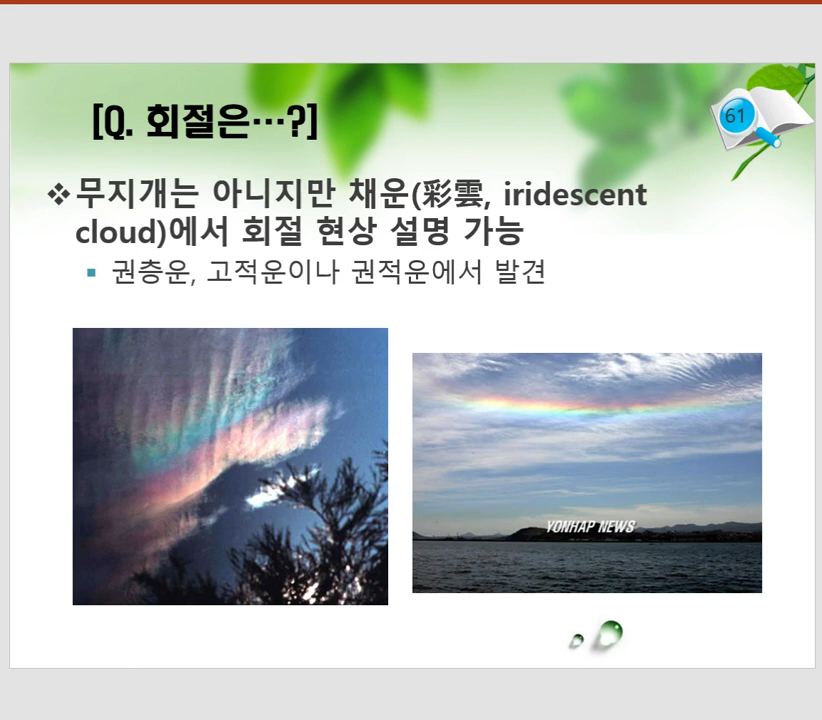 [Q. 회절은…?]
61
❖무지개는 아니지만 채운(彩雲, iridescent
cloud)에서 회절 현상 설명 가능
▪ 권층운, 고적운이나 권적운에서 발견
YONHAP NEWS